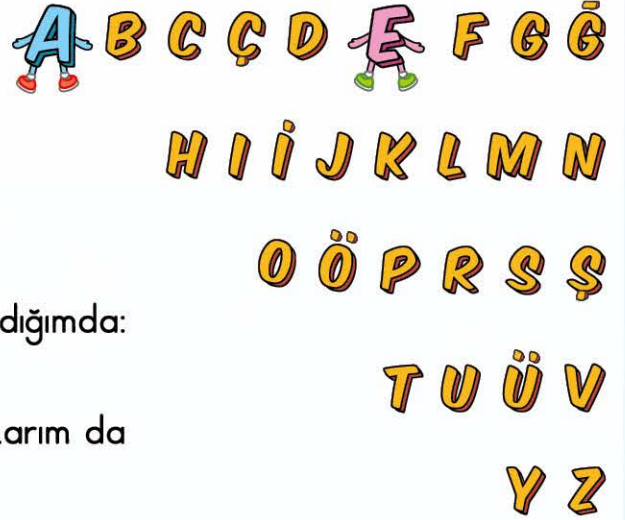 A B C Ç D E F G Ğ
H I İ J K L M N
O Ö P R S Ş
dığımda:
T U Ü V
arım da
Y Z